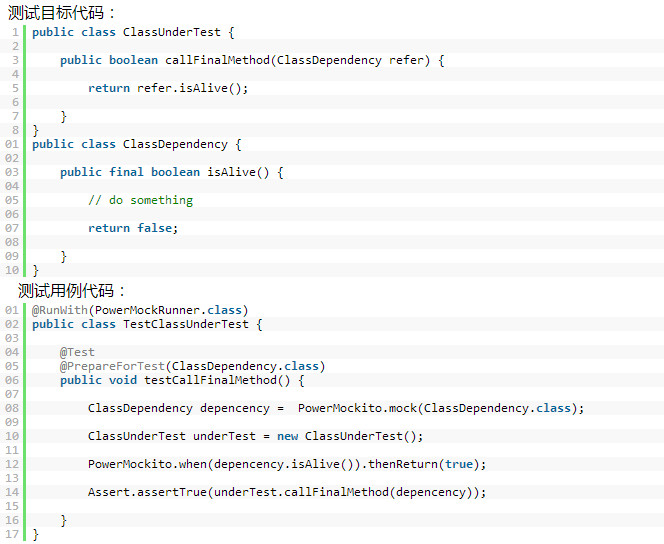 测试目标代码：
1 public class ClassUnderTest {
2
3     public boolean callFinalMethod(ClassDependency refer) {
4
5         return refer.isAlive();
6
7     }
8 }
01 public class ClassDependency {
02
03     public final boolean isAlive() {
04
05         // do something
06
07         return false;
08
09     }
10 }
测试用例代码：
01 @RunWith(PowerMockRunner.class)
02 public class TestClassUnderTest {
03
04     @Test
05     @PrepareForTest(ClassDependency.class)
06     public void testCallFinalMethod() {
07
08         ClassDependency depencency =  PowerMockito.mock(ClassDependency.class);
09
10         ClassUnderTest underTest = new ClassUnderTest();
11
12         PowerMockito.when(depencency.isAlive()).thenReturn(true);
13
14         Assert.assertTrue(underTest.callFinalMethod(depencency));
15
16     }
17 }